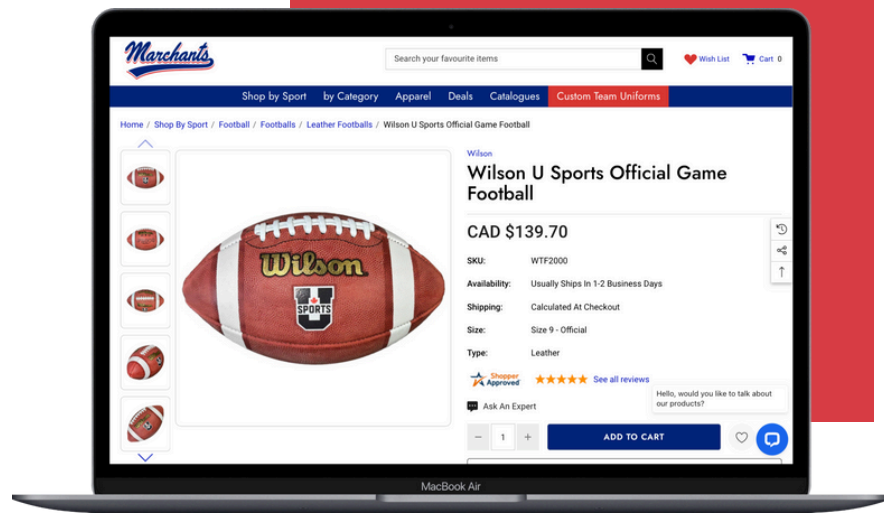 Marchants
Search your favourite items
Wish List
Cart 0
Shop by Sport by Category Apparel Deals Catalogues Custom Team Uniforms
Home / Shop By Sport / Football / Footballs / Leather Footballs / Wilson U Sports Official Game Football
Wilson
Wilson U Sports Official Game
Football
CAD $139.70
SKU: WTF2000
Availability: Usually Ships In 1-2 Business Days
Shipping: Calculated At Checkout
Size: Size 9 - Official
Type: Leather
Shopper
Approved
See all reviews
Hello, would you like to talk about
our products?
Ask An Expert
- 1 +
ADD TO CART
Wilson
U
SPORTS
MacBook Air